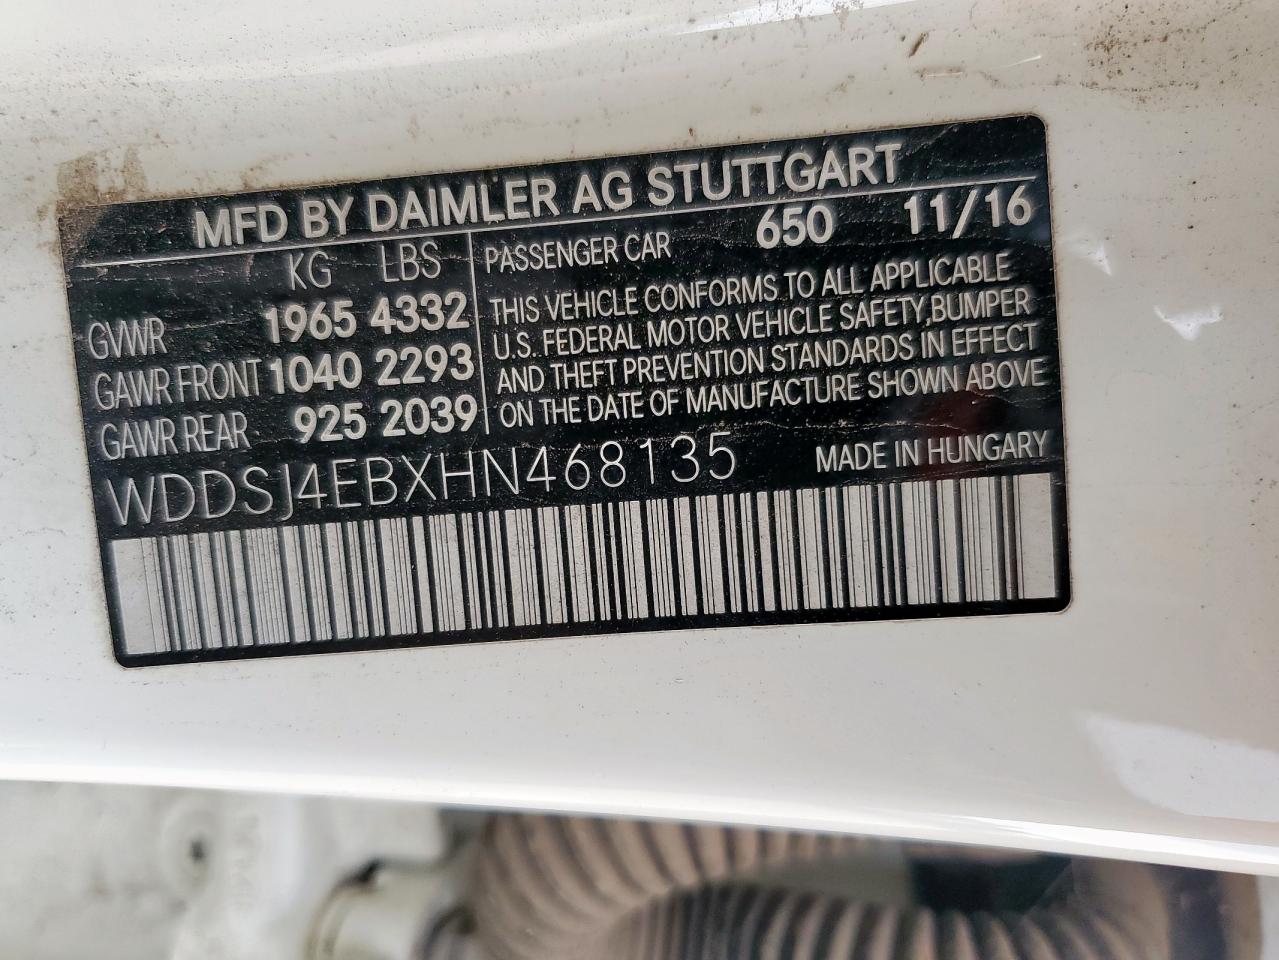 MFD BY DAIMLER AG STUTTGART
KG LBS
GVWR 1965 4332
GAWR FRONT 1040 2293
GAWR REAR 925 2039
PASSENGER CAR 650 11/16
THIS VEHICLE CONFORMS TO ALL APPLICABLE
U.S. FEDERAL MOTOR VEHICLE SAFETY,BUMPER
AND THEFT PREVENTION STANDARDS IN EFFECT
ON THE DATE OF MANUFACTURE SHOWN ABOVE
WDDSJ4EBXHN468135 MADE IN HUNGARY